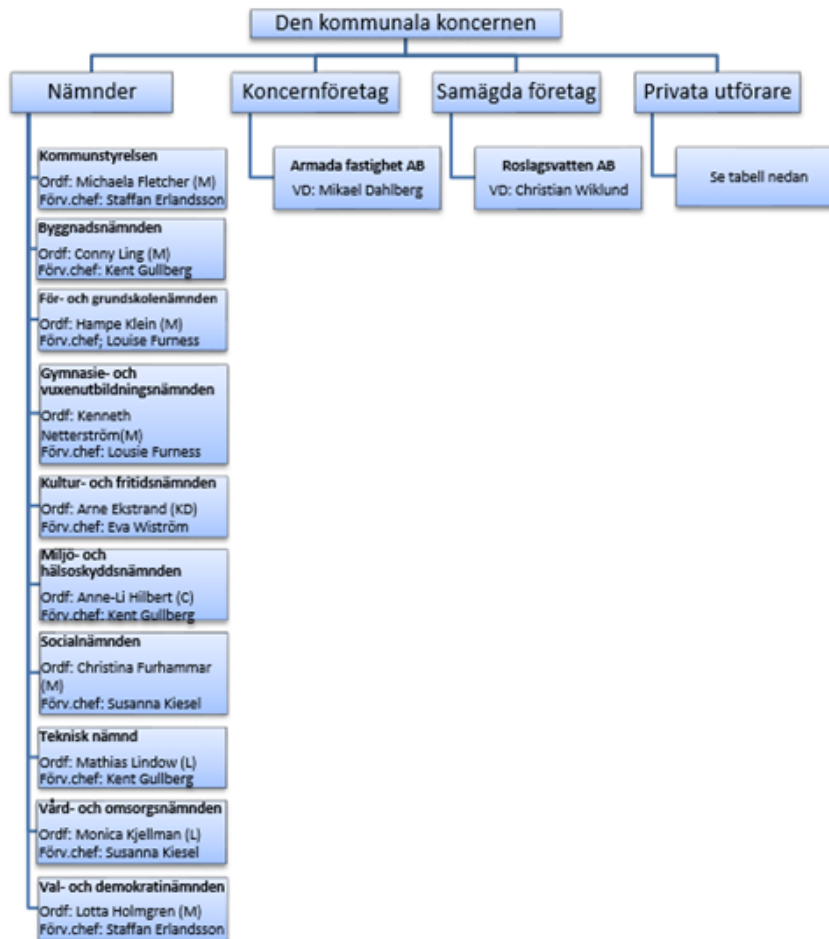 Den kommunala koncernen
Nämnder
Koncernföretag
Samägda företag
Privata utförare
Kommunstyrelsen
Ordf: Michaela Fletcher (M)
Förv.chef: Staffan Erlandsson
Byggnadsnämnden
Ordf: Conny Ling (M)
Förv.chef: Kent Gullberg
För- och grundskolenämnden
Ordf: Hampe Klein (M)
Förv.chef; Louise Furness
Gymnasie- och
vuxenutbildningsnämnden
Ordf: Kenneth
Netterström(M)
Förv.chef: Lousie Furness
Kultur- och fritidsnämnden
Ordf: Arne Ekstrand (KD)
Förv.chef: Eva Wiström
Miljö- och
hälsoskyddsnämnden
Ordf: Anne-Li Hilbert (C)
Förv.chef: Kent Gullberg
Socialnämnden
Ordf: Christina Furhammar
(M)
Förv.chef: Susanna Kiesel
Teknisk nämnd
Ordf: Mathias Lindow (L)
Förv.chef: Kent Gullberg
Vård- och omsorgsnämnden
Ordf: Monica Kjellman (L)
Förv.chef: Susanna Kiesel
Val- och demokratinämnden
Ordf: Lotta Holmgren (M)
Förv.chef: Staffan Erlandsson
Armada fastighet AB
VD: Mikael Dahlberg
Roslagsvatten AB
VD: Christian Wiklund
Se tabell nedan